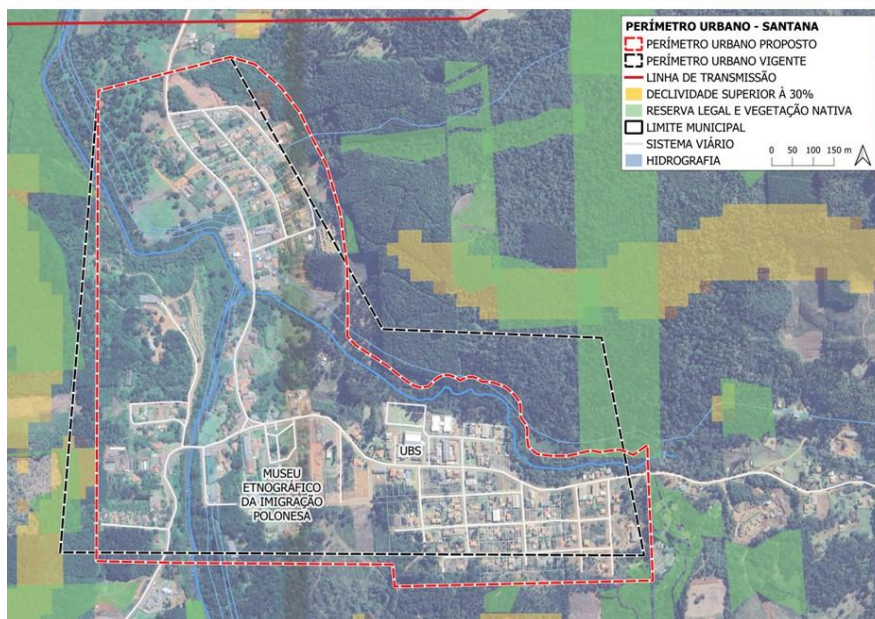 PERÍMETRO URBANO - SANTANA
PERÍMETRO URBANO PROPOSTO
PERÍMETRO URBANO VIGENTE
LINHA DE TRANSMISSÃO
DECLIVIDADE SUPERIOR À 30%
RESERVA LEGAL E VEGETAÇÃO NATIVA
LIMITE MUNICIPAL
SISTEMA VIÁRIO
HIDROGRAFIA
0 50 100 150 m
UBS
MUSEU
ETNOGRÁFICO
DA IMIGRAÇÃO
POLONESA